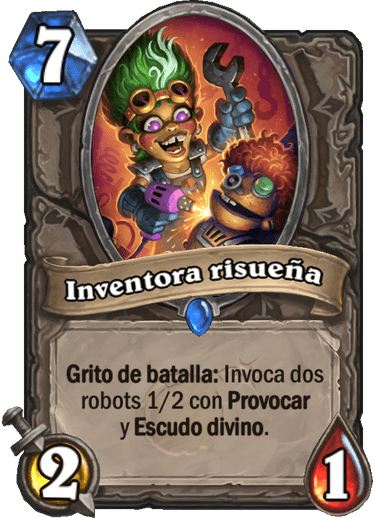 7
Inventora risueña
Grito de batalla: Invoca dos
robots 1/2 con Provocar
y Escudo divino.
2
1